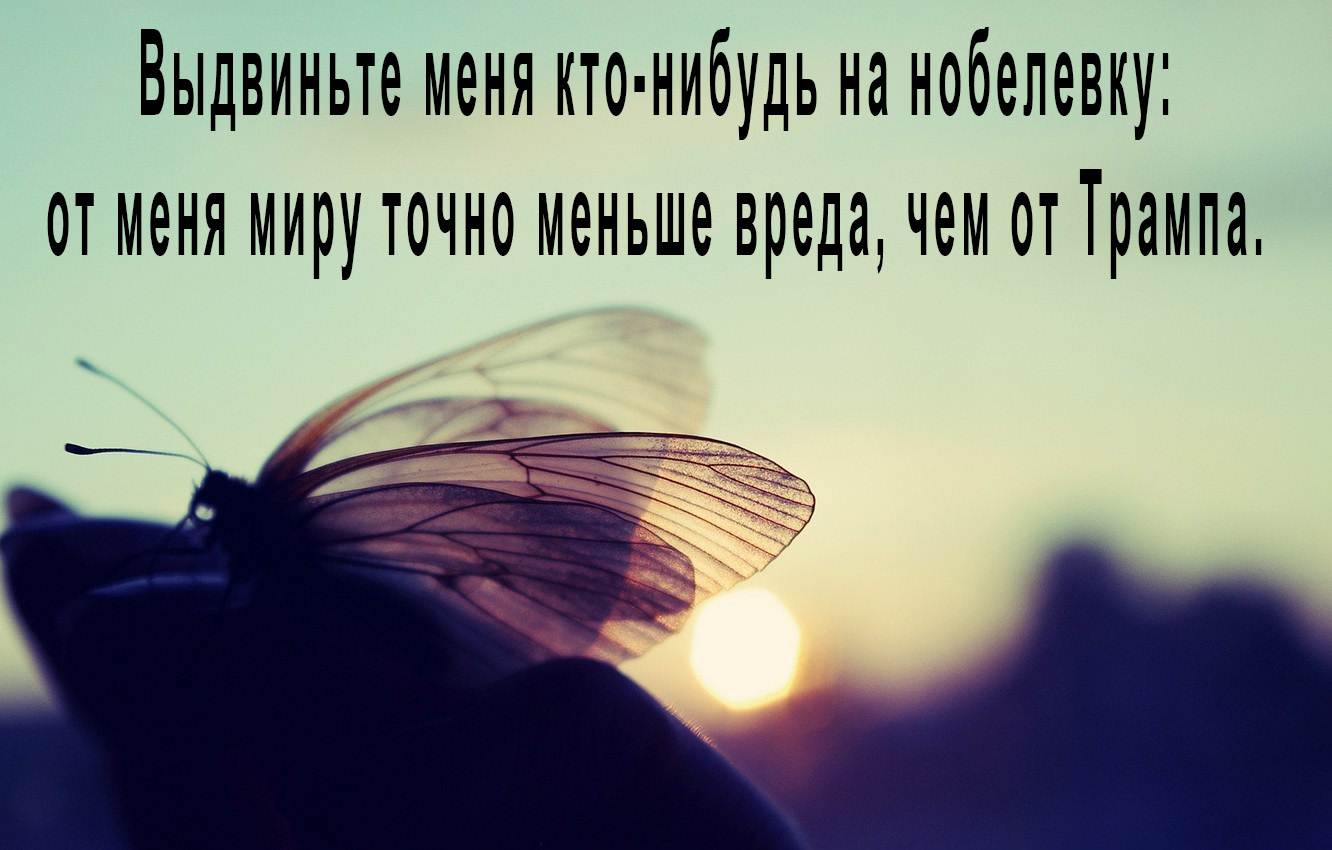 Выдвиньте меня кто-нибудь на нобелевку:
от меня миру точно меньше вреда, чем от Трампа.